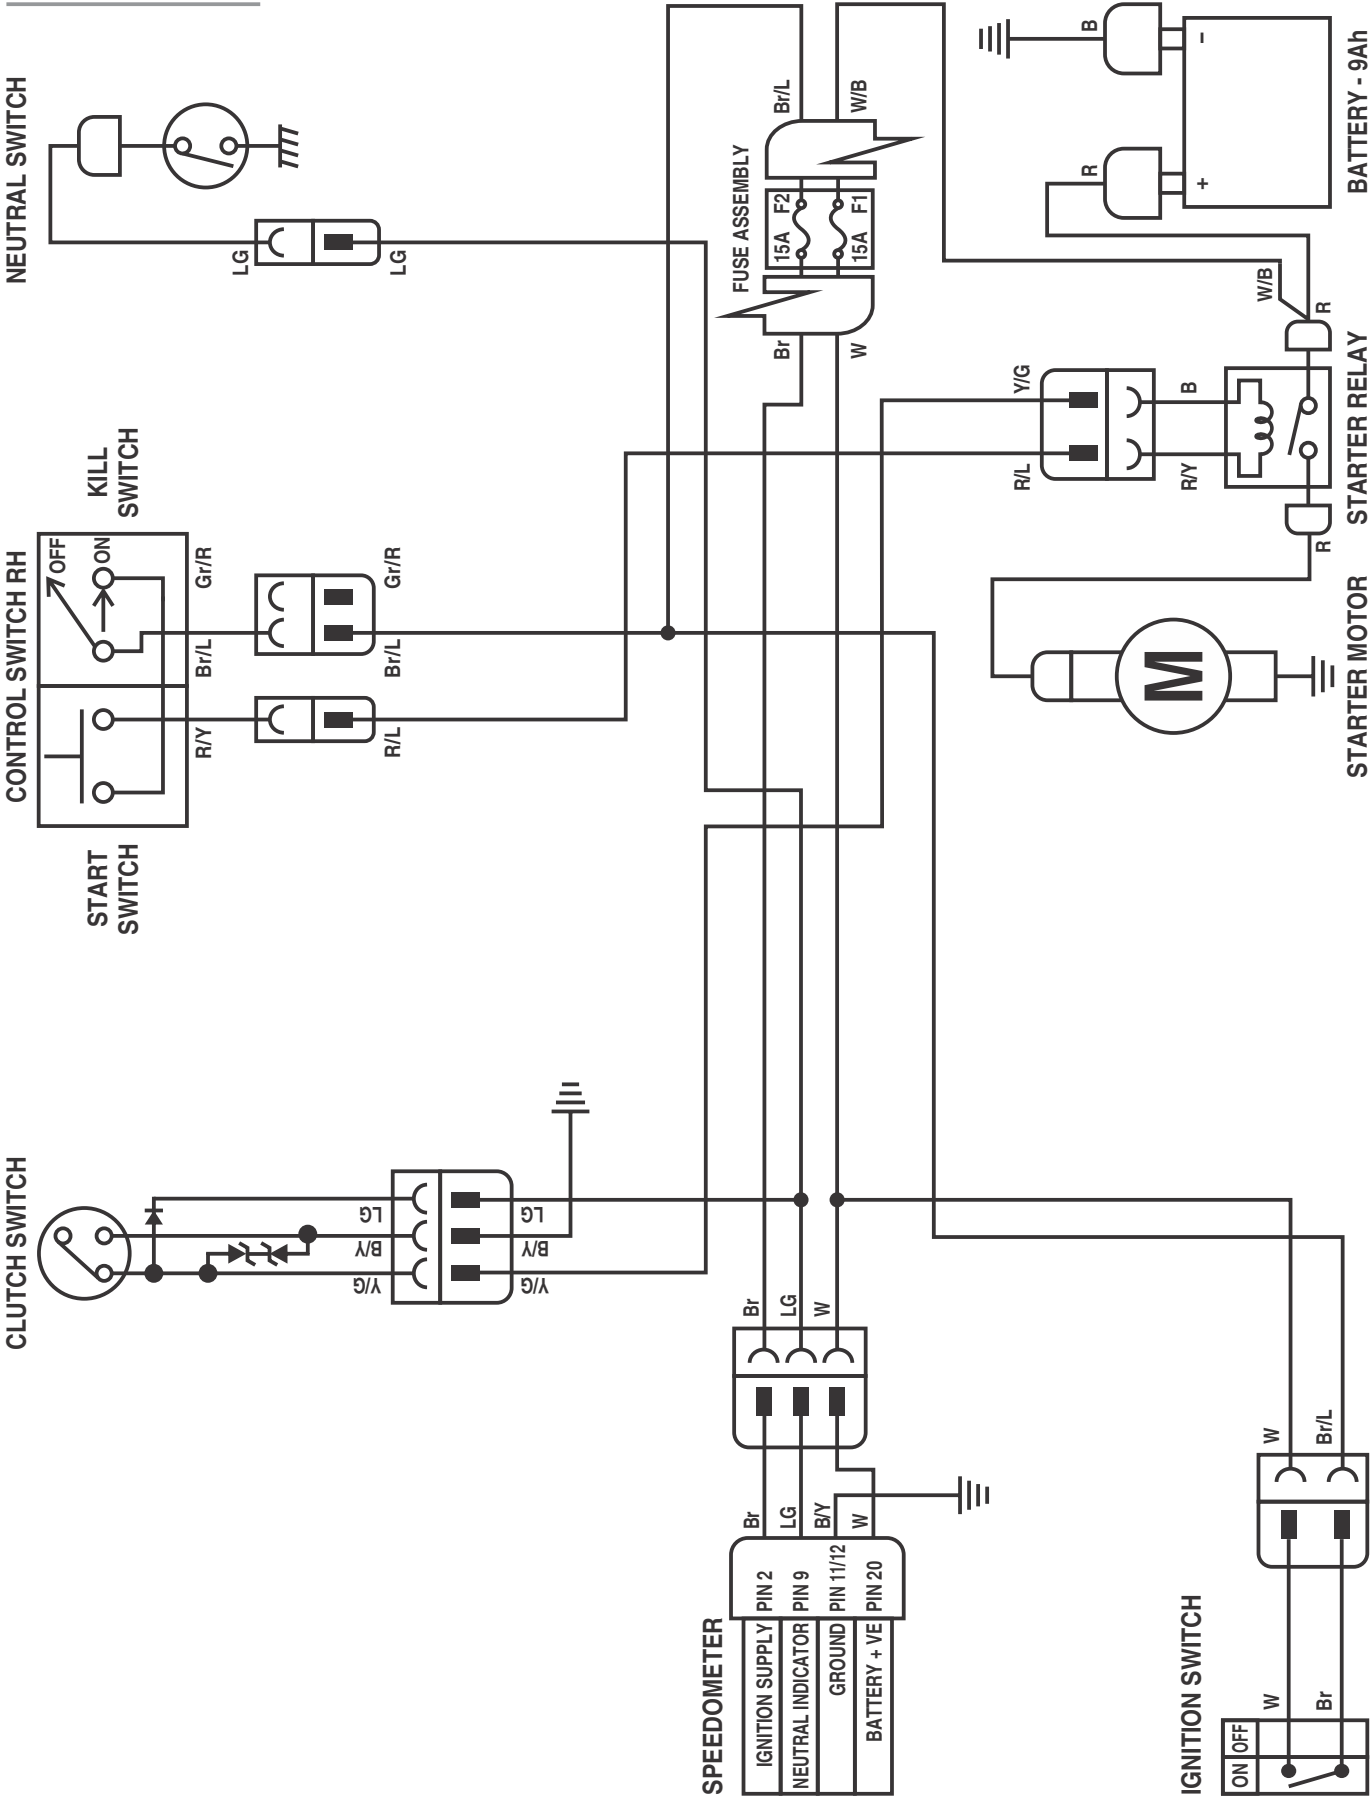 NEUTRAL SWITCH
LG
LG
CONTROL SWITCH RH
KILL
SWITCH
OFF
ON
Gr/R
Br/L
R/Y
Gr/R
Br/L
R/L
START
SWITCH
CLUTCH SWITCH
LG
B/Y
Y/G
LG
B/Y
Y/G
FUSE ASSEMBLY
Br/L
W/B
15A F2
15A F1
Br
W
BATTERY - 9Ah
B
-
R
+
STARTER RELAY
W/B
R
Y/G
R/L
B
R/Y
R
STARTER MOTOR
M
SPEEDOMETER
Br
LG
W
Br
LG
B/Y
W
IGNITION SUPPLY PIN 2
NEUTRAL INDICATOR PIN 9
GROUND PIN 11/12
BATTERY + VE PIN 20
IGNITION SWITCH
W
Br/L
W
Br
ON OFF